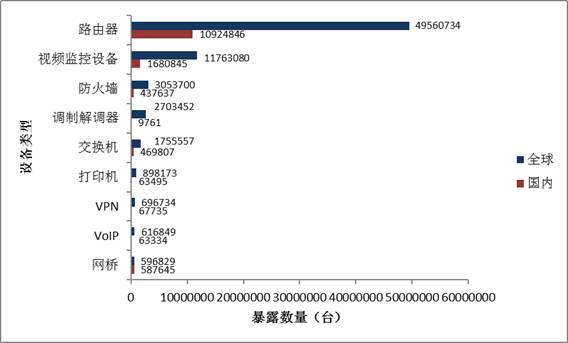 设备类型
路由器
49560734
10924846
视频监控设备
11763080
1680845
防火墙
3053700
437637
调制解调器
2703452
9761
交换机
1755557
469807
打印机
898173
63495
VPN
696734
67735
VoIP
616849
63334
网桥
596829
587645
全球
国内
0 10000000 20000000 30000000 40000000 50000000 60000000
暴露数量（台）